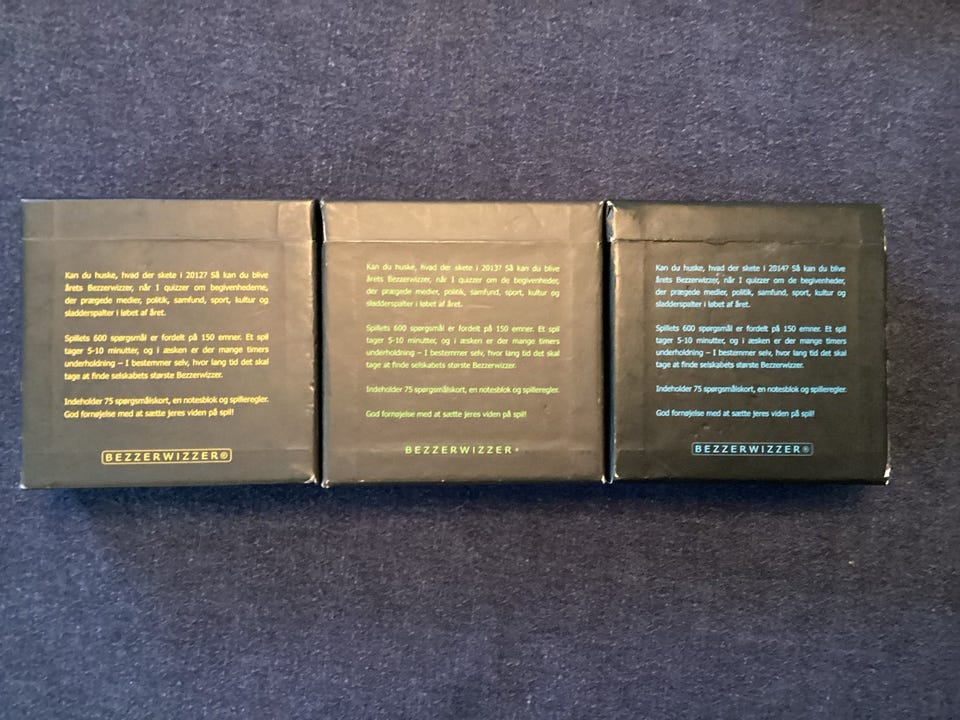 Kan du huske, hvad der skete i 2012? Så kan du blive
årets Bezzerwizzer, når I quizzer om begivenhederne,
der prægede medier, politik, samfund, sport, kultur og
sladderspalter i løbet af året.
Spillets 600 spørgsmål er fordelt på 150 emner. Et spil
tager 5-10 minutter, og i æsken er der mange timers
underholdning – I bestemmer selv, hvor lang tid det skal
tage at finde selskabets største Bezzerwizzer.
Indeholder 75 spørgsmålskort, en notesblok og spilleregler.
God fornøjelse med at sætte jeres viden på spil!
BEZZERWIZZER®
Kan du huske, hvad der skete i 2013? Så kan du blive
årets Bezzerwizzer, når I quizzer om de begivenheder,
der prægede medier, politik, samfund, sport, kultur og
sladderspalter i løbet af året.
Spillets 600 spørgsmål er fordelt på 150 emner. Et spil
tager 5-10 minutter, og i æsken er der mange timers
underholdning – I bestemmer selv, hvor lang tid det skal
tage at finde selskabets største Bezzerwizzer.
Indeholder 75 spørgsmålskort, en notesblok og spilleregler.
God fornøjelse med at sætte jeres viden på spil!
BEZZERWIZZER®
Kan du huske, hvad der skete i 2014? Så kan du blive
årets Bezzerwizzer, når I quizzer om de begivenheder,
der prægede medier, politik, samfund, sport, kultur og
sladderspalter i løbet af året.
Spillets 600 spørgsmål er fordelt på 150 emner. Et spil
tager 5-10 minutter, og i æsken er der mange timers
underholdning – I bestemmer selv, hvor lang tid det skal
tage at finde selskabets største Bezzerwizzer.
Indeholder 75 spørgsmålskort, en notesblok og spilleregler.
God fornøjelse med at sætte jeres viden på spil!
BEZZERWIZZER®